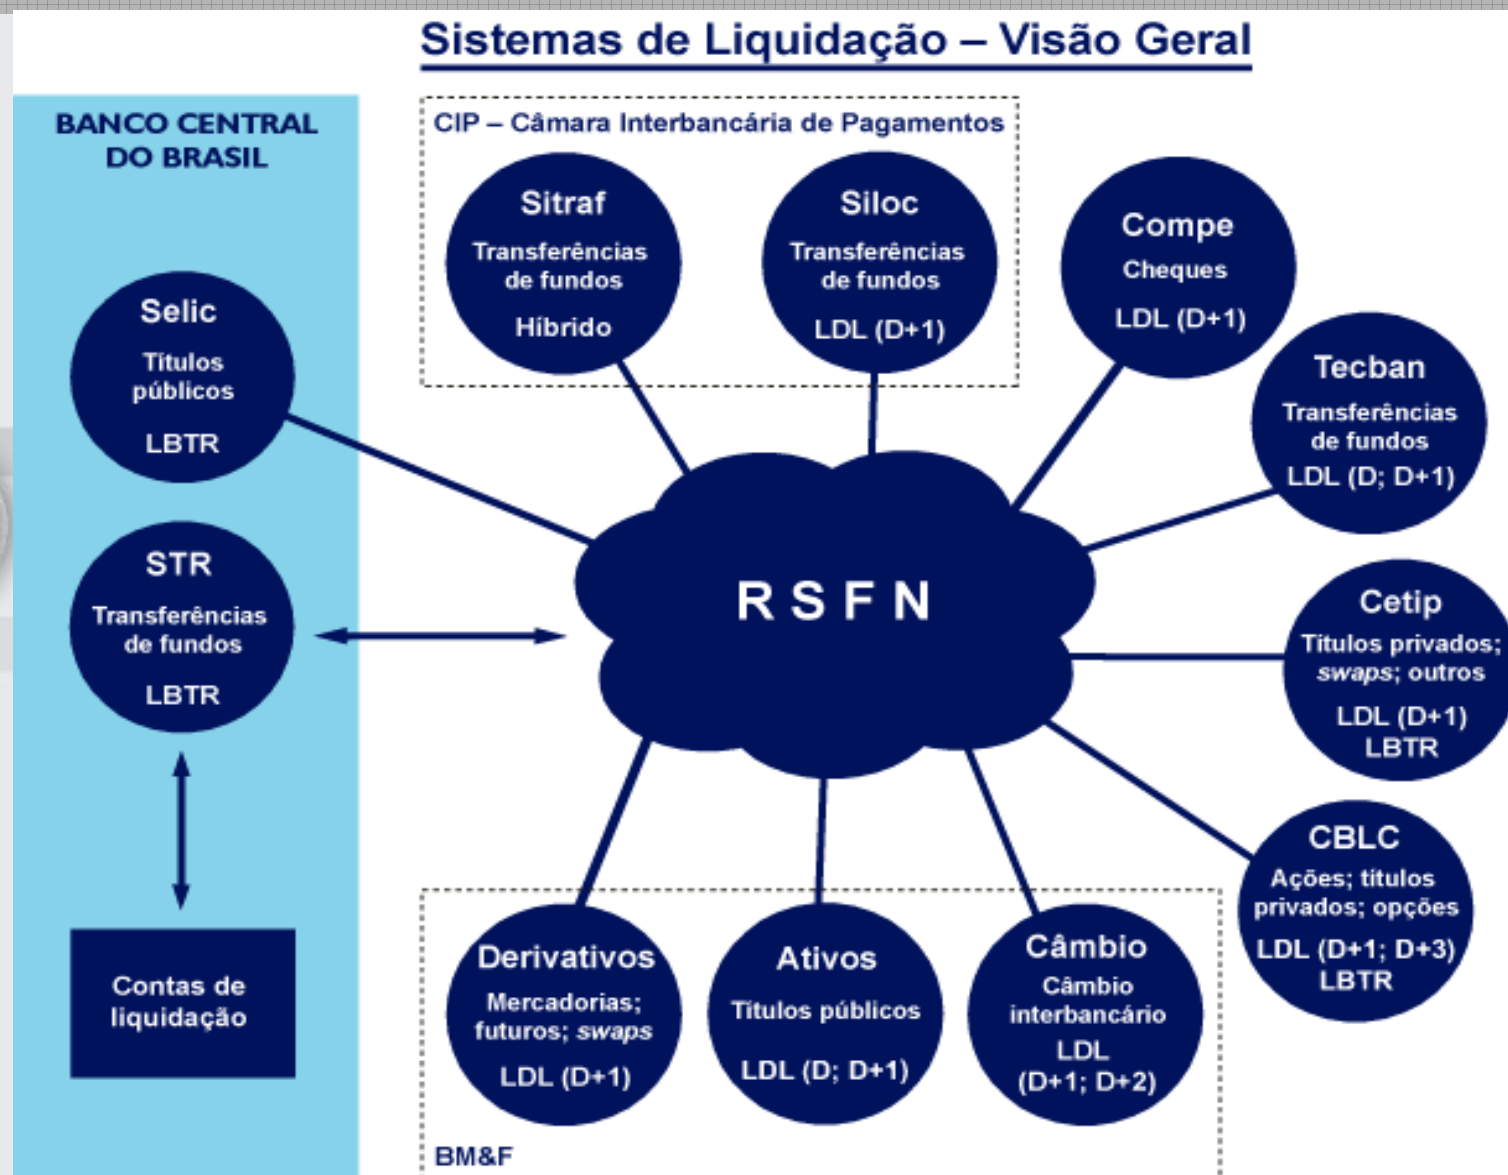 Sistemas de Liquidação – Visão Geral
BANCO CENTRAL
DO BRASIL
Selic
Títulos
públicos
LBTR
STR
Transferências
de fundos
LBTR
Contas de
liquidação
CIP – Câmara Interbancária de Pagamentos
Sitraf
Transferências
de fundos
Híbrido
Siloc
Transferências
de fundos
LDL (D+1)
Compe
Cheques
LDL (D+1)
Tecban
Transferências
de fundos
LDL (D; D+1)
R S F N
Cetip
Títulos privados;
swaps; outros
LDL (D+1)
LBTR
CBLC
Ações; títulos
privados; opções
LDL (D+1; D+3)
LBTR
Derivativos
Mercadorias;
futuros; swaps
LDL (D+1)
Ativos
Títulos públicos
LDL (D; D+1)
Câmbio
Câmbio
interbancário
LDL
(D+1; D+2)
BM&F